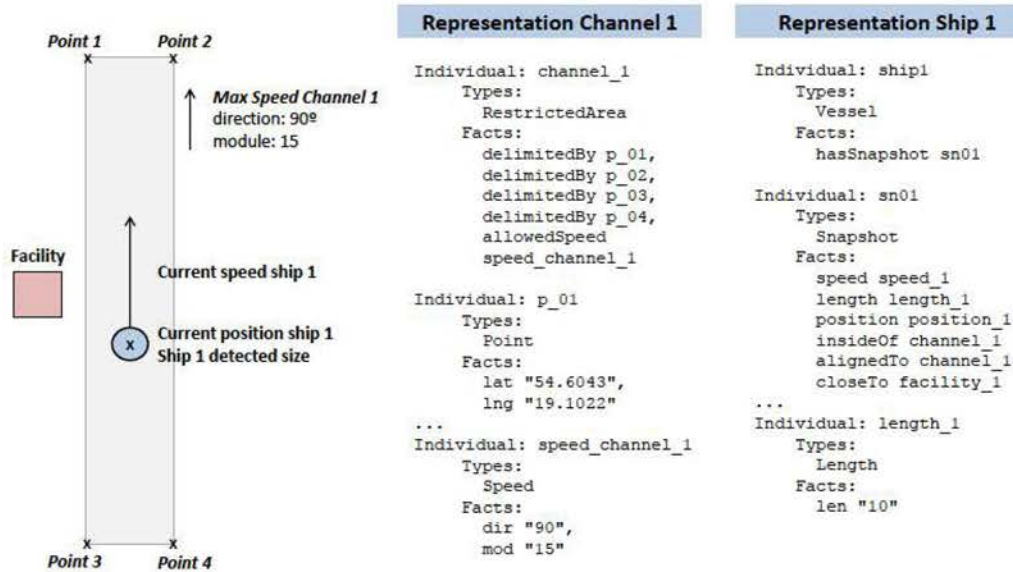 Point 1
Point 2
Max Speed Channel 1
direction: 90º
module: 15
Facility
Current speed ship 1
Current position ship 1
x
Ship 1 detected size
x
x
x
x
Point 3
Point 4
Representation Channel 1
Individual: channel_1
Types:
RestrictedArea
Facts:
delimitedBy p_01,
delimitedBy p_02,
delimitedBy p_03,
delimitedBy p_04,
allowedSpeed
speed_channel_1
Individual: p_01
Types:
Point
Facts:
lat "54.6043",
lng "19.1022"
...
Individual: speed_channel_1
Types:
Speed
Facts:
dir "90",
mod "15"
Representation Ship 1
Individual: ship1
Types:
Vessel
Facts:
hasSnapshot sn01
Individual: sn01
Types:
Snapshot
Facts:
speed speed_1
length length_1
position position_1
insideOf channel_1
alignedTo channel_1
closeTo facility_1
...
Individual: length_1
Types:
Length
Facts:
len "10"